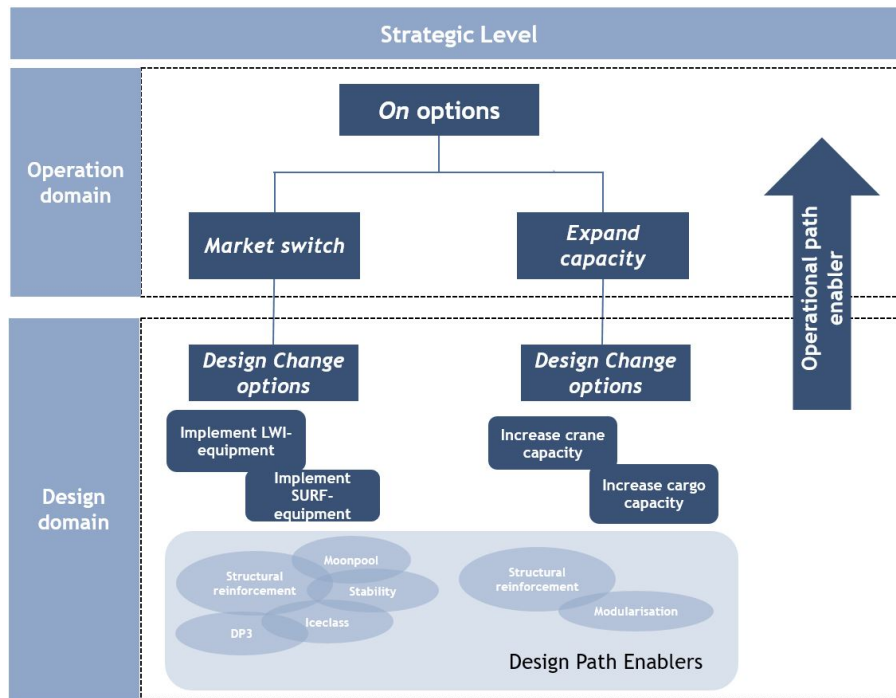 Strategic Level
Operation
domain
On options
Market switch
Expand
capacity
Operational path
enabler
Design
domain
Design Change
options
Implement LWI-
equipment
Implement
SURF-
equipment
Design Change
options
Increase crane
capacity
Increase cargo
capacity
Moonpool
Structural
reinforcement
Stability
Iceclass
DP3
Structural
reinforcement
Modularisation
Design Path Enablers